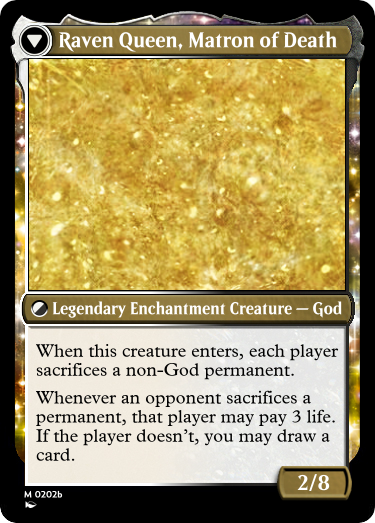 Raven Queen, Matron of Death
Legendary Enchantment Creature — God
When this creature enters, each player
sacrifices a non-God permanent.
Whenever an opponent sacrifices a
permanent, that player may pay 3 life.
If the player doesn't, you may draw a
card.
2/8
M 0202b